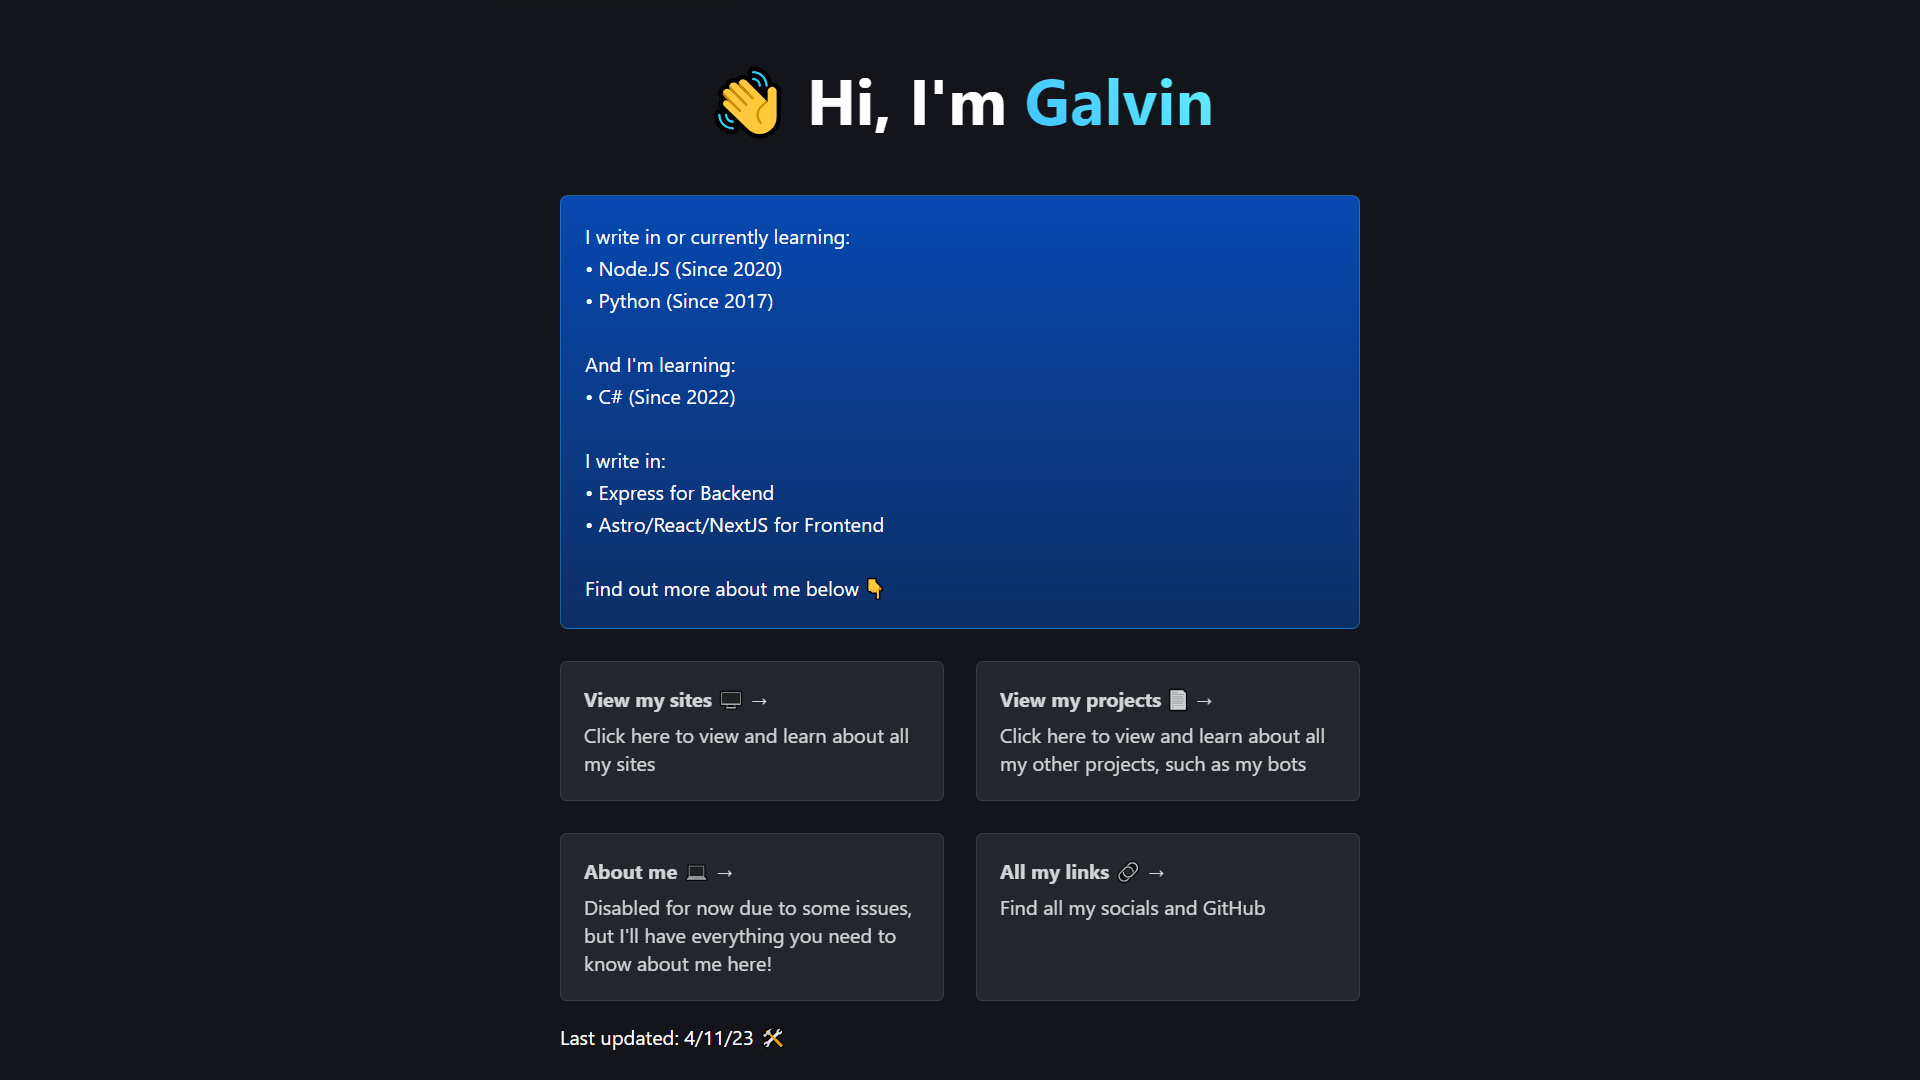 👋 Hi, I'm Galvin
I write in or currently learning:
• Node.JS (Since 2020)
• Python (Since 2017)
And I'm learning:
• C# (Since 2022)
I write in:
• Express for Backend
• Astro/React/NextJS for Frontend
Find out more about me below 👇
View my sites 🖥️ →
Click here to view and learn about all
my sites
View my projects 📄 →
Click here to view and learn about all
my other projects, such as my bots
About me 💻 →
Disabled for now due to some issues,
but I'll have everything you need to
know about me here!
All my links 🔗 →
Find all my socials and GitHub
Last updated: 4/11/23 🛠️